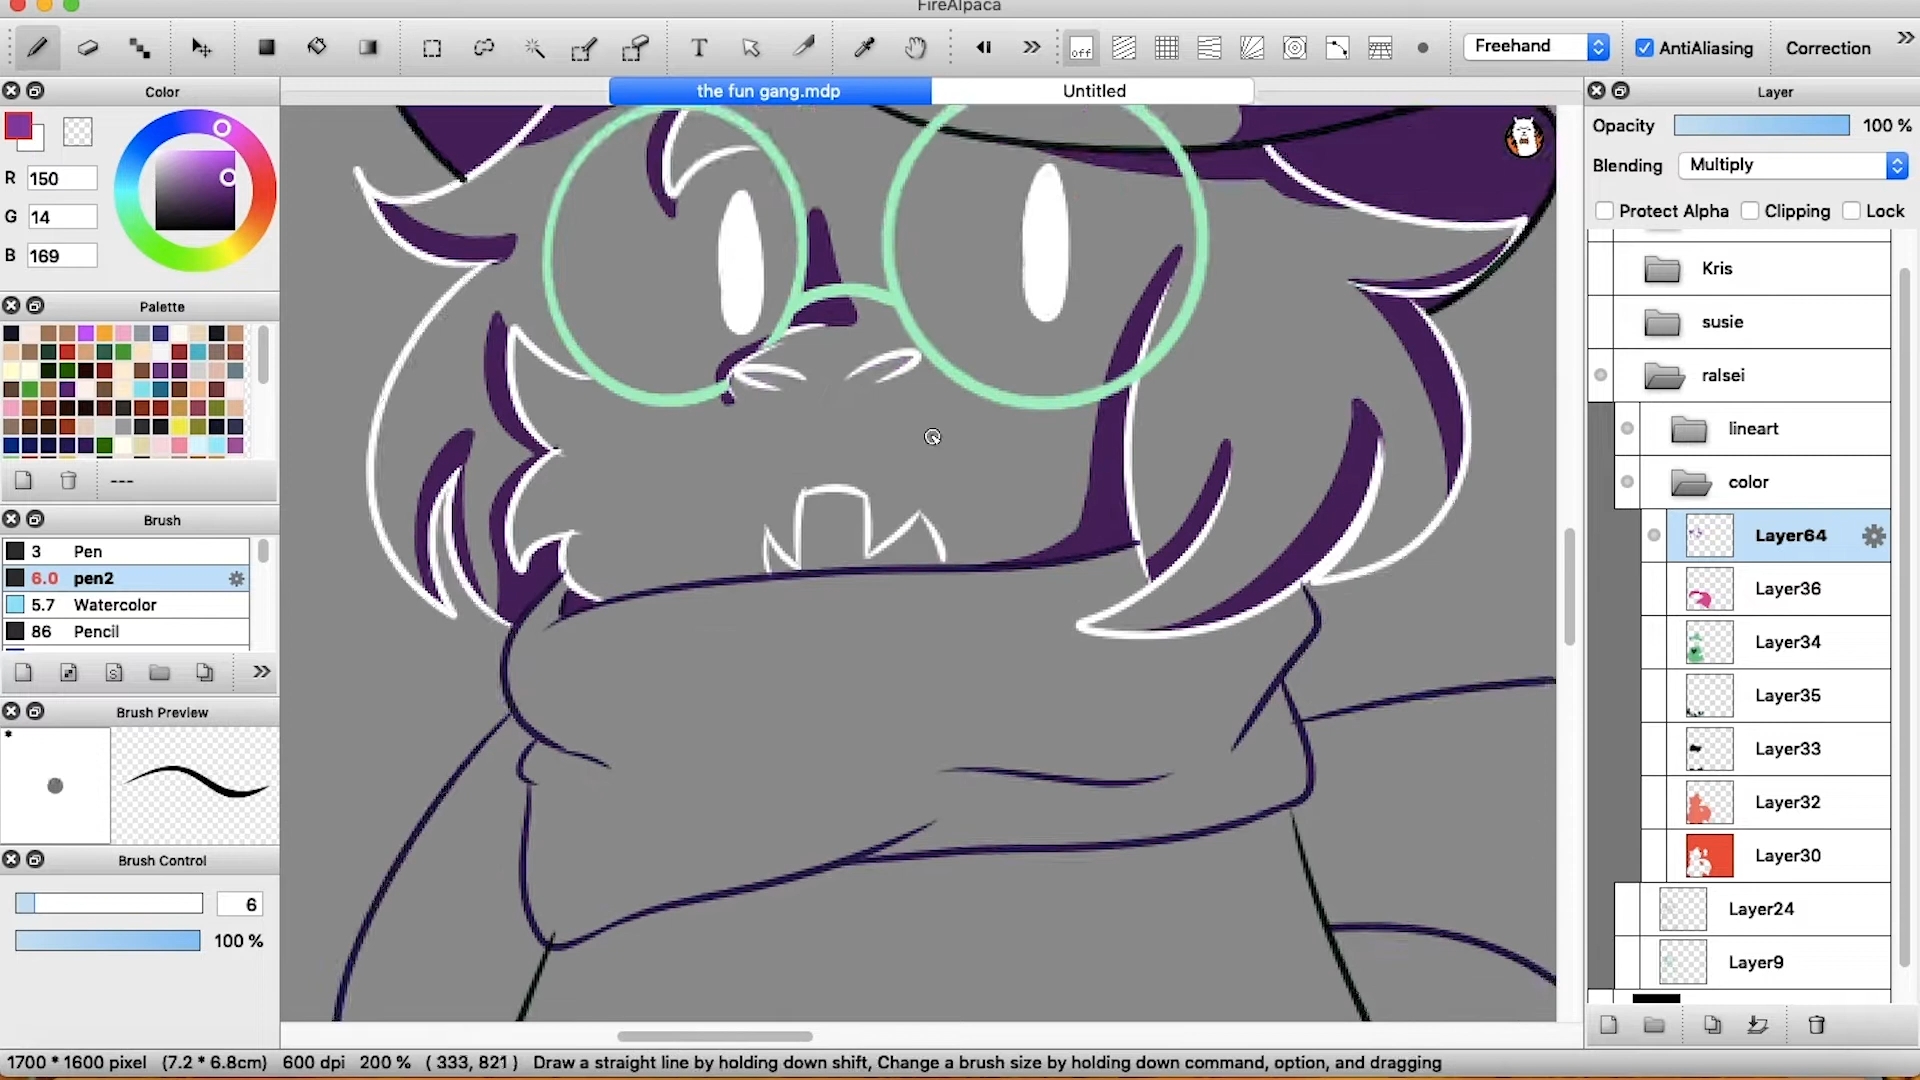 FireAlpaca
T
off
Freehand
AntiAliasing
Correction
Color
the fun gang.mdp
Untitled
Layer
R 150
G 14
B 169
Opacity 100 %
Blending Multiply
Protect Alpha Clipping Lock
Palette
---
Brush
3 Pen
6.0 pen2
5.7 Watercolor
86 Pencil
Brush Preview
Brush Control
6
100 %
Kris
susie
ralsei
lineart
color
Layer64
Layer36
Layer34
Layer35
Layer33
Layer32
Layer30
Layer24
Layer9
1700 * 1600 pixel (7.2 * 6.8cm) 600 dpi 200 % ( 333, 821 ) Draw a straight line by holding down shift, Change a brush size by holding down command, option, and dragging